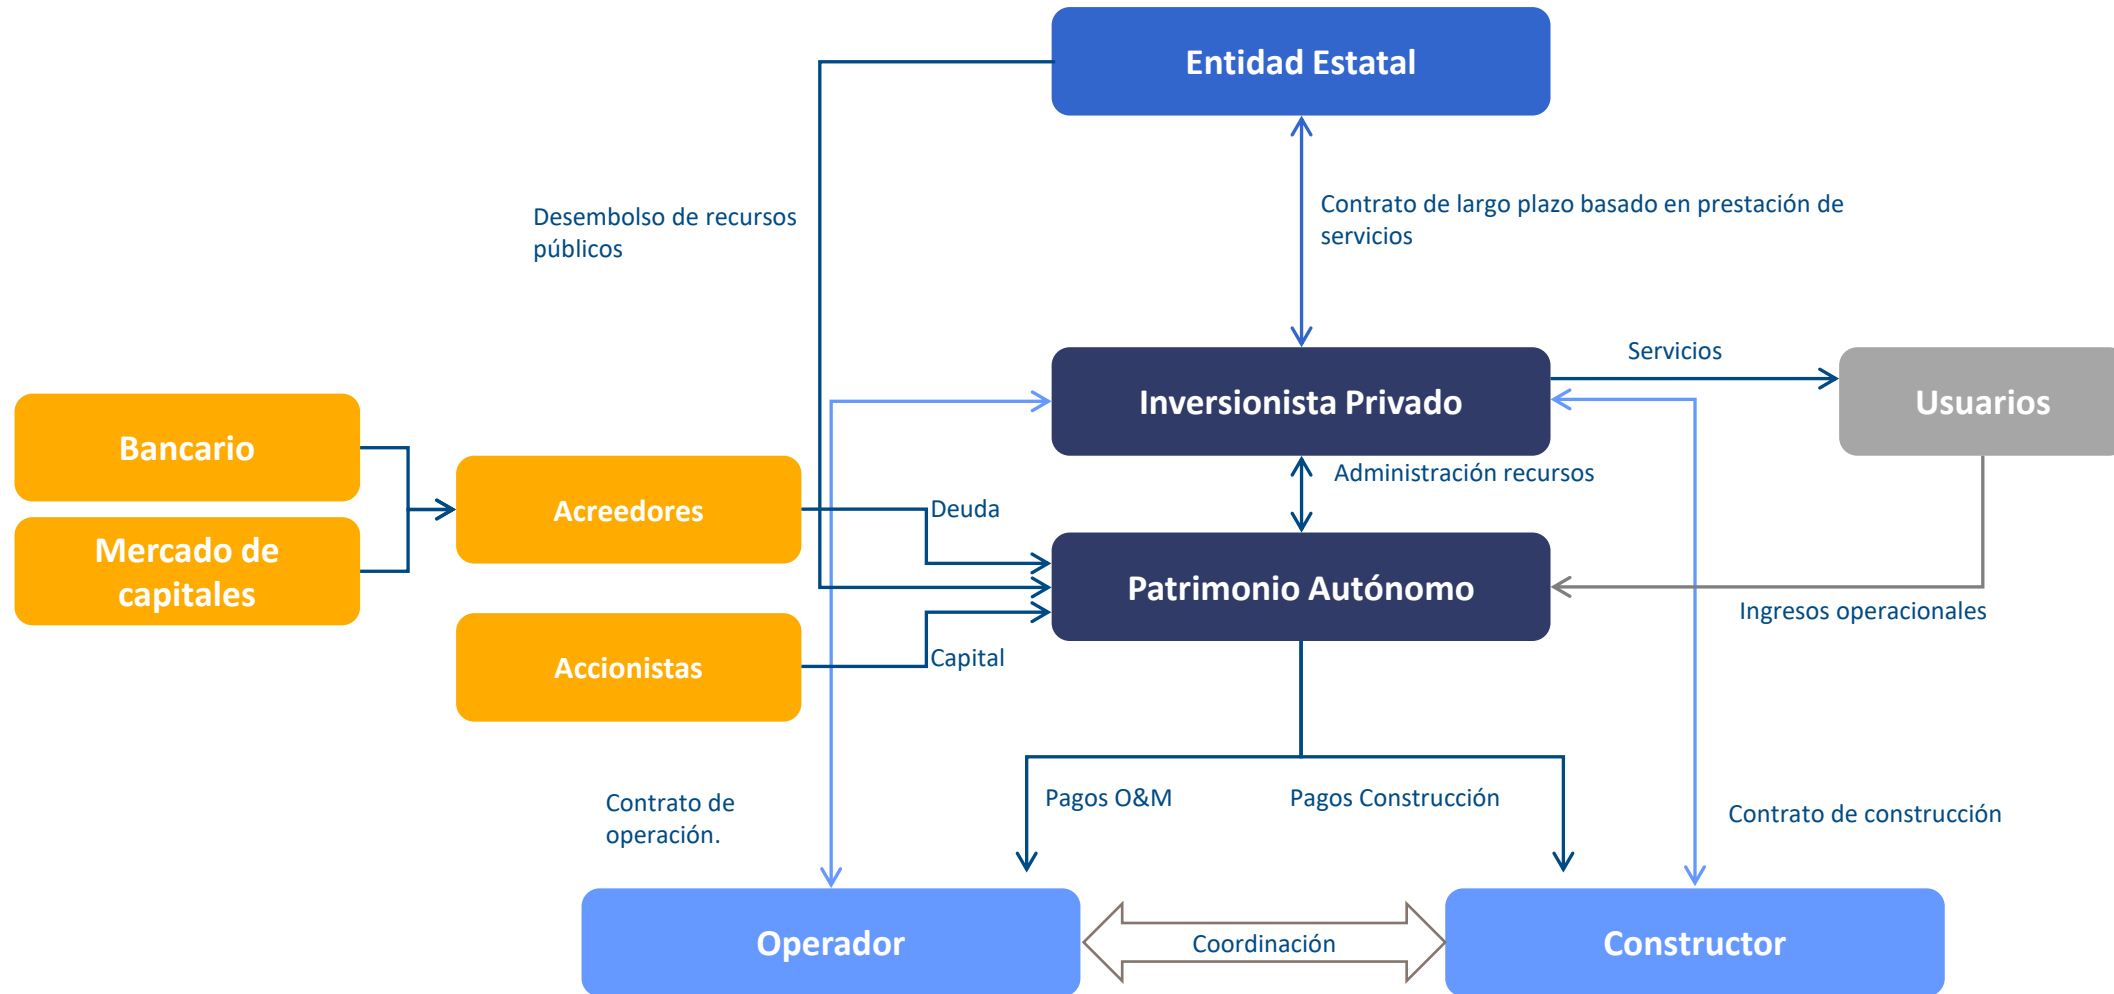 Entidad Estatal
Desembolso de recursos
públicos
Contrato de largo plazo basado en prestación de
servicios
Servicios
Inversionista Privado
Usuarios
Bancario
Administración recursos
Acreedores
Deuda
Mercado de
capitales
Patrimonio Autónomo
Ingresos operacionales
Accionistas
Capital
Contrato de
operación.
Pagos O&M
Pagos Construcción
Contrato de construcción
Operador
Coordinación
Constructor